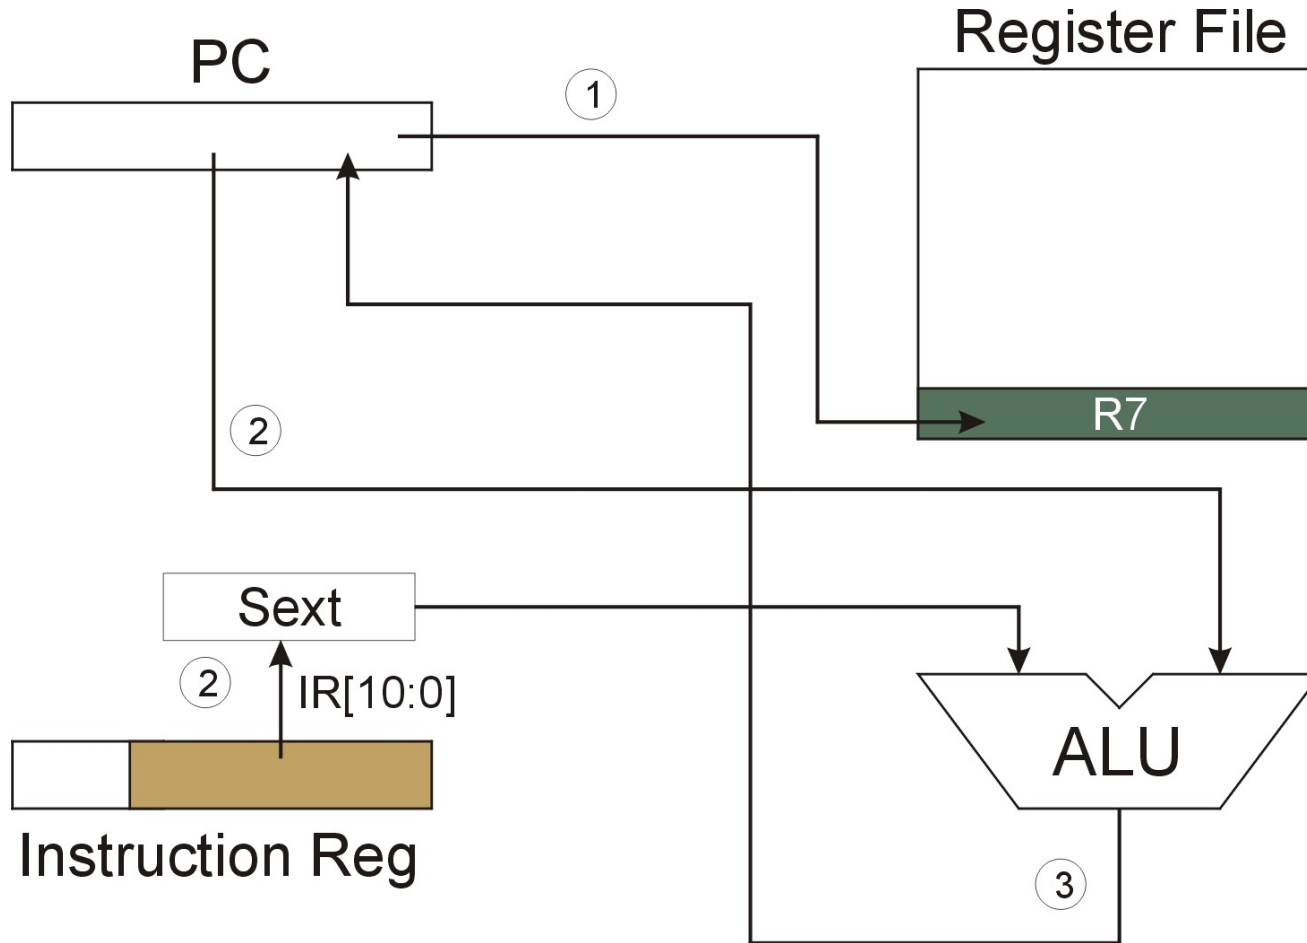 Register File
PC
1
R7
2
Sext
2
IR[10:0]
ALU
Instruction Reg
3